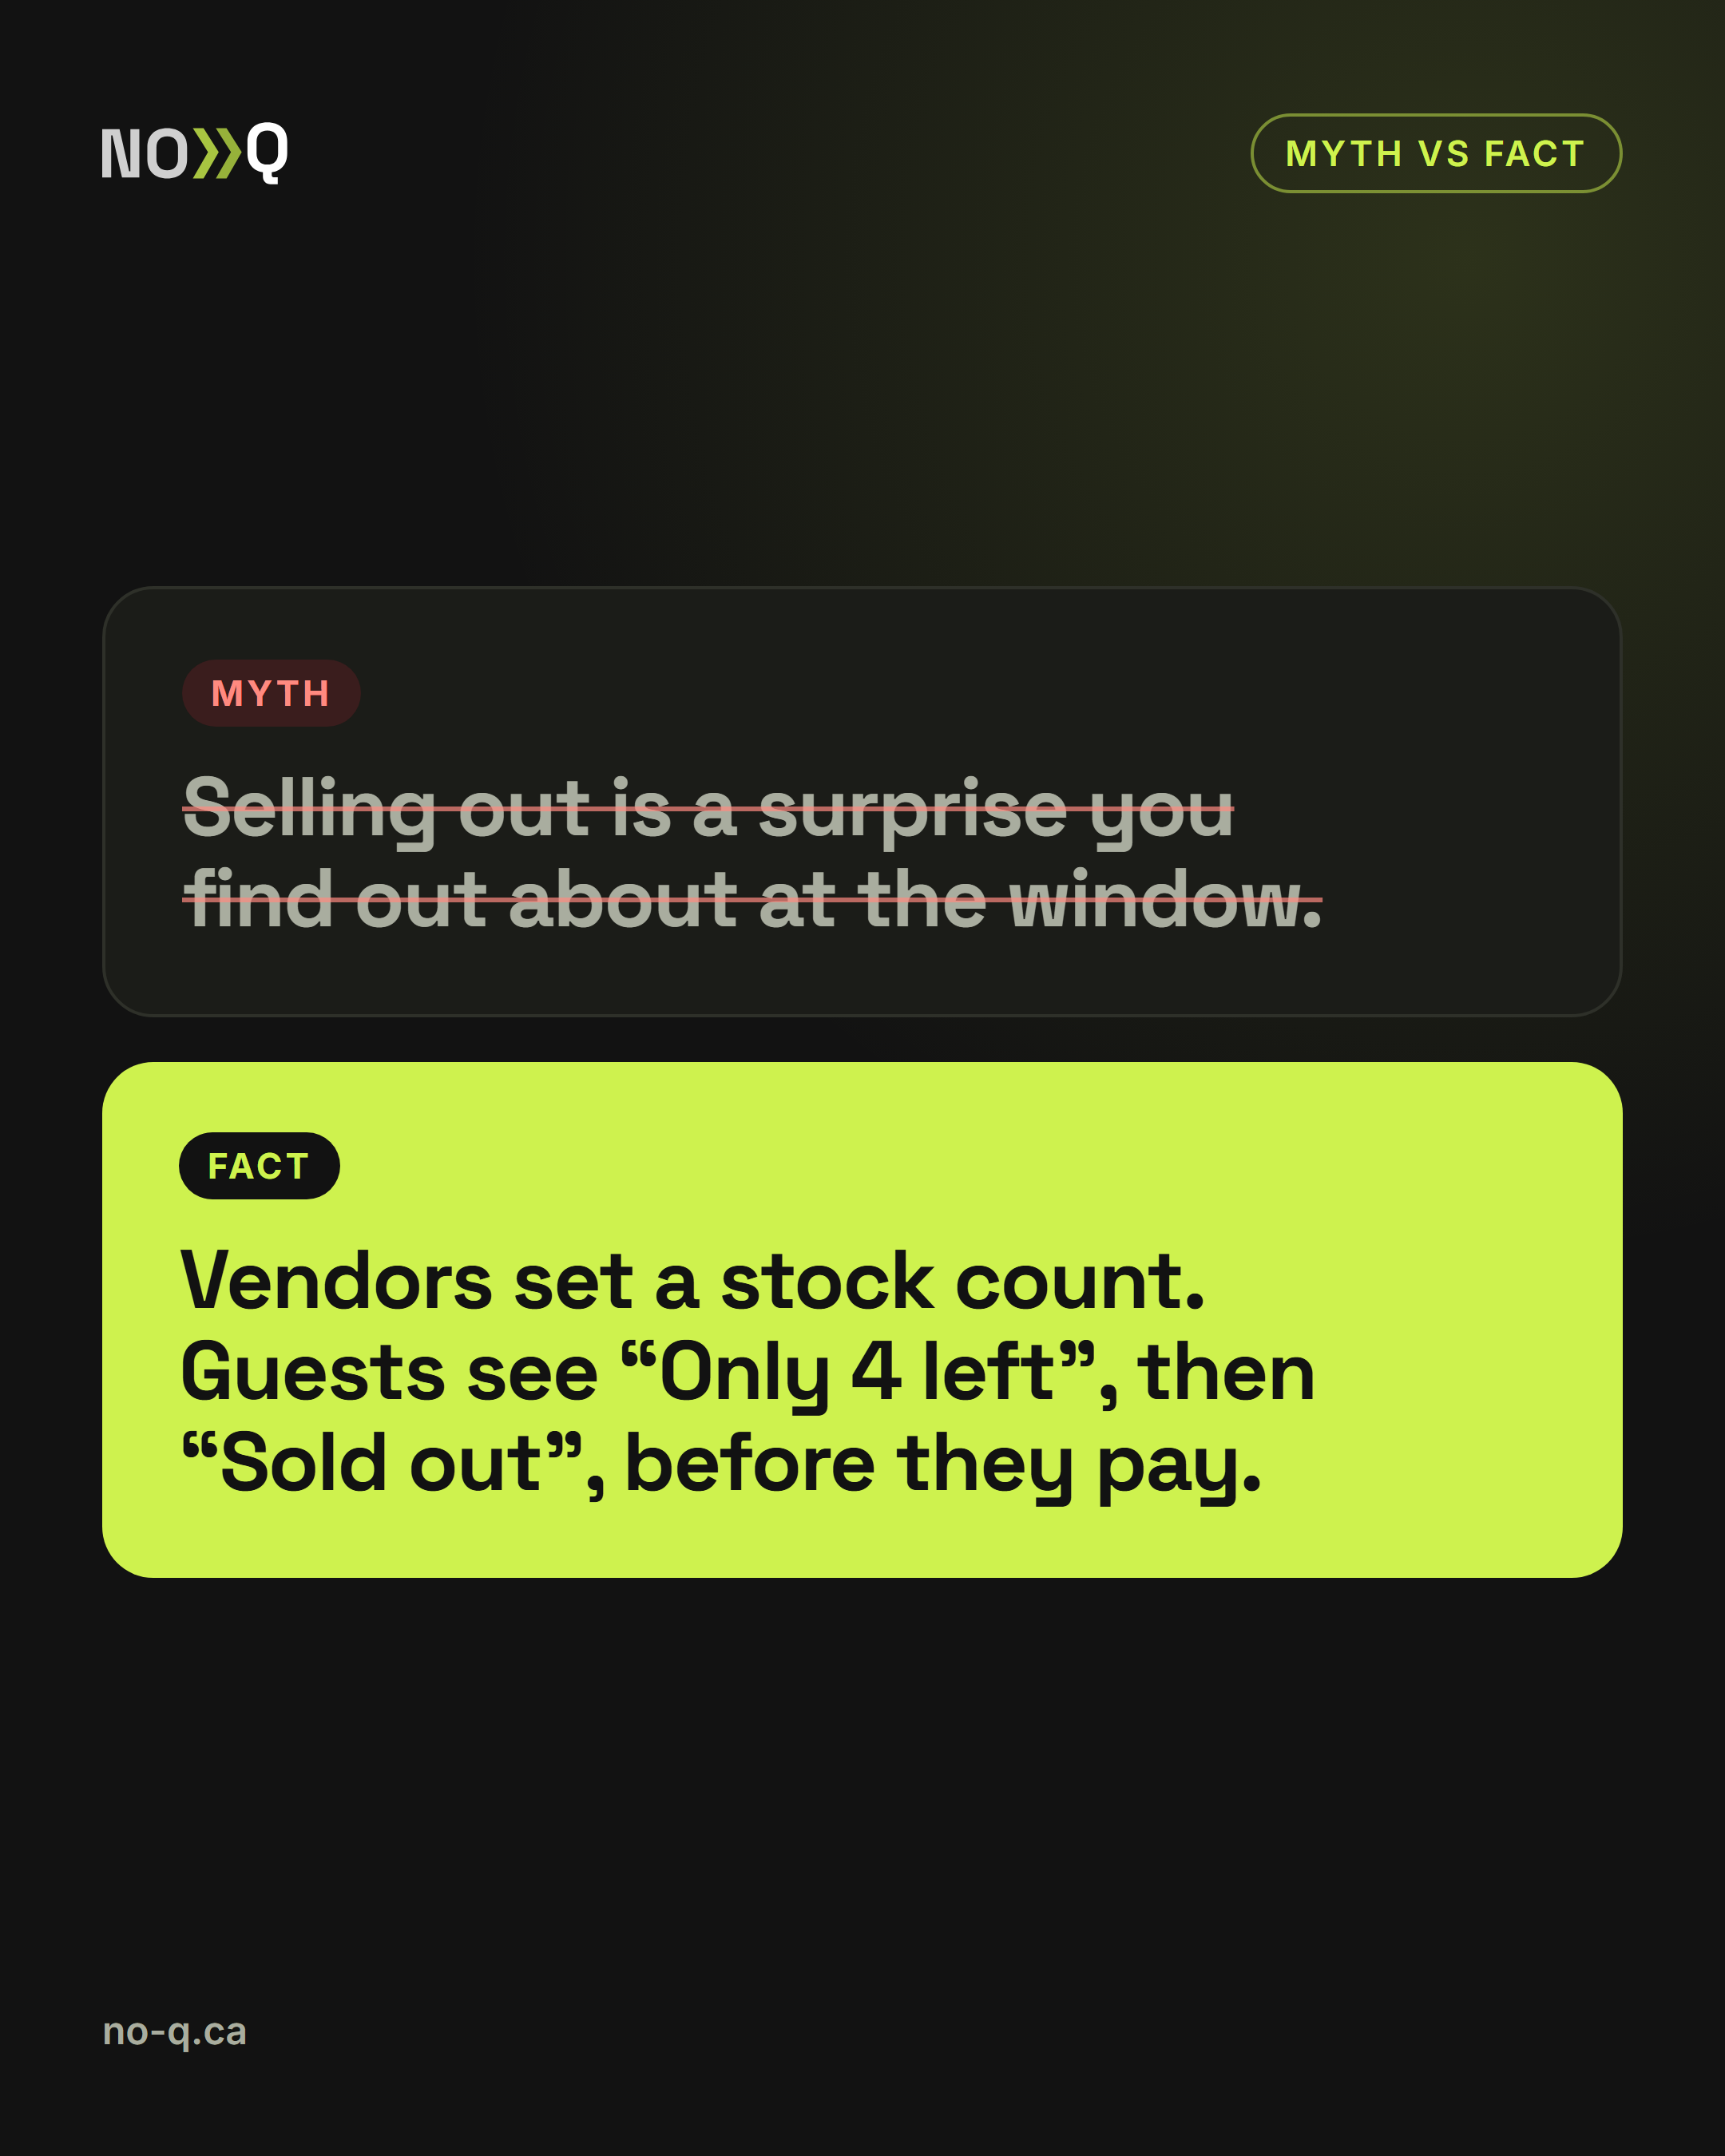 NO»Q
MYTH VS FACT
MYTH
Selling out is a surprise you
find out about at the window.
FACT
Vendors set a stock count.
Guests see “Only 4 left”, then
“Sold out”, before they pay.
no-q.ca